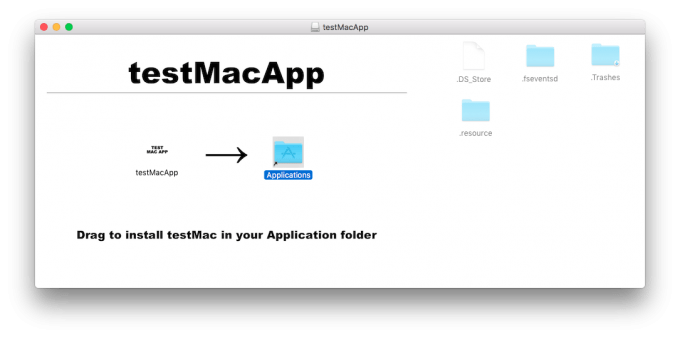 testMacApp
testMacApp
.DS_Store
.fseventsd
.Trashes
.resource
TEST
MAC APP
testMacApp
Applications
Drag to install testMac in your Application folder